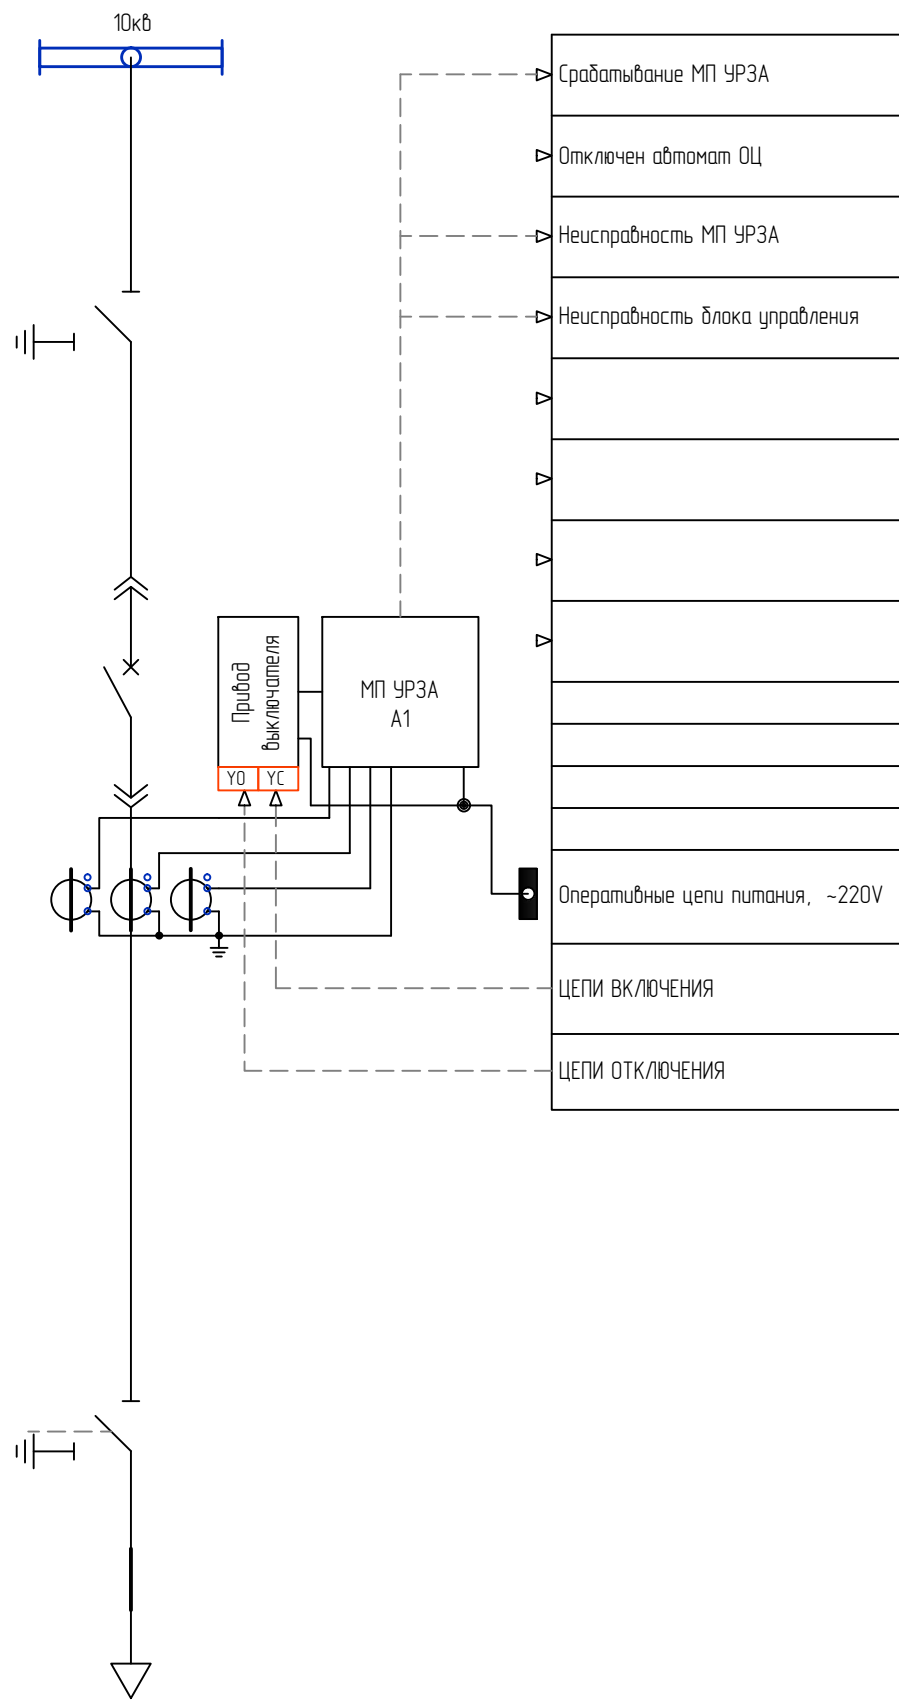 10кв
Срабатывание МП УРЗА
Отключен автомат ОЦ
Неисправность МП УРЗА
Неисправность блока управления
Привод
выключателя
МП УРЗА
А1
YO
YC
Оперативные цепи питания, ~220V
ЦЕПИ ВКЛЮЧЕНИЯ
ЦЕПИ ОТКЛЮЧЕНИЯ